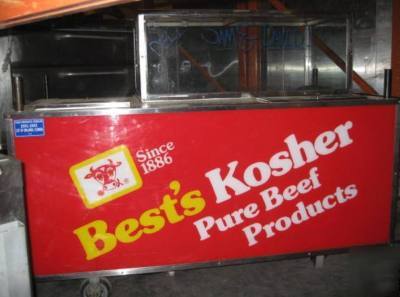 Since
1886
Best's Kosher
Pure Beef
Products